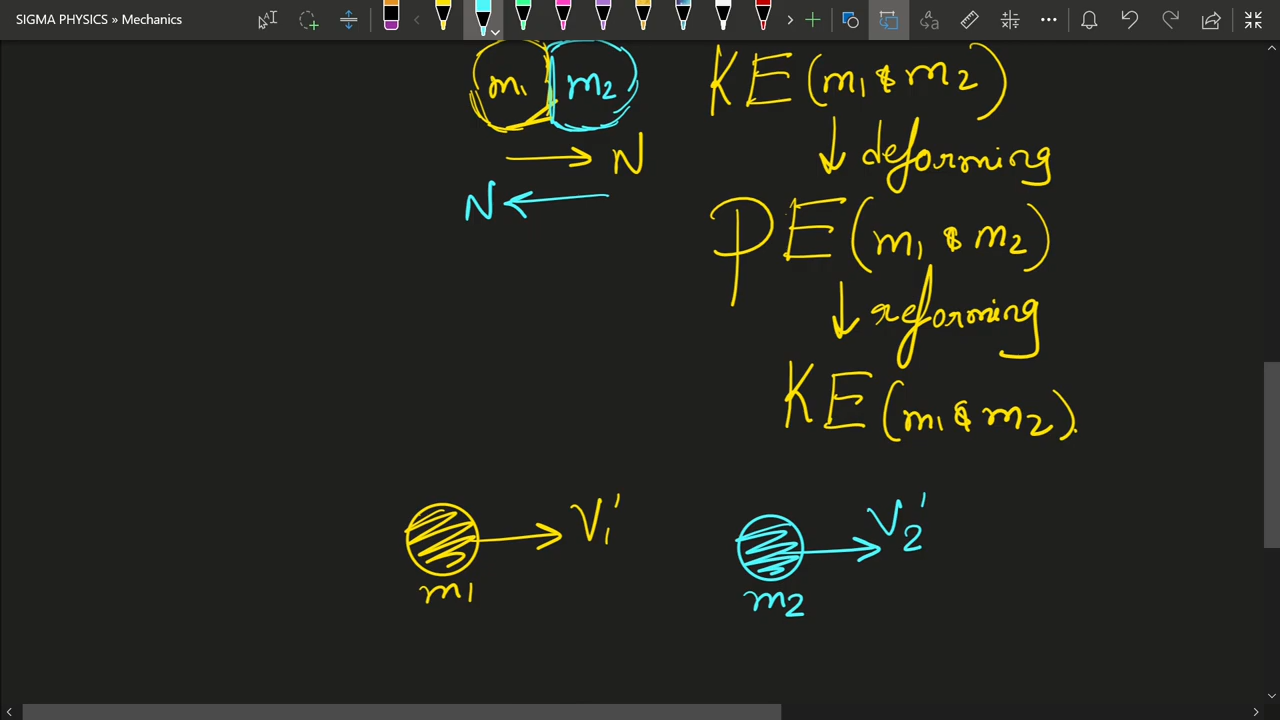 SIGMA PHYSICS » Mechanics
m1 m2
KE(m1 & m2)
N
deforming
N
PE(m1 & m2)
reforming
KE(m1 & m2).
V1'
V2'
m1
m2